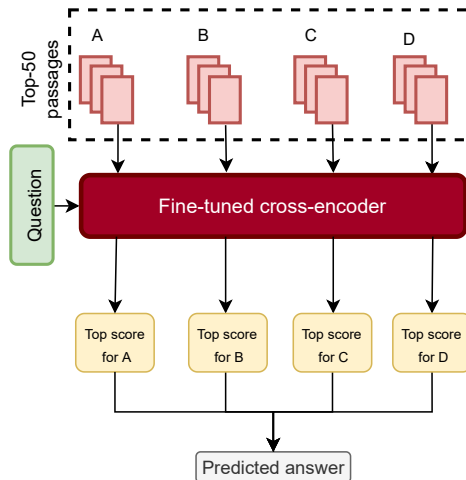 A
B
C
D
Top-50
passages
Question
Fine-tuned cross-encoder
Top score
for A
Top score
for B
Top score
for C
Top score
for D
Predicted answer